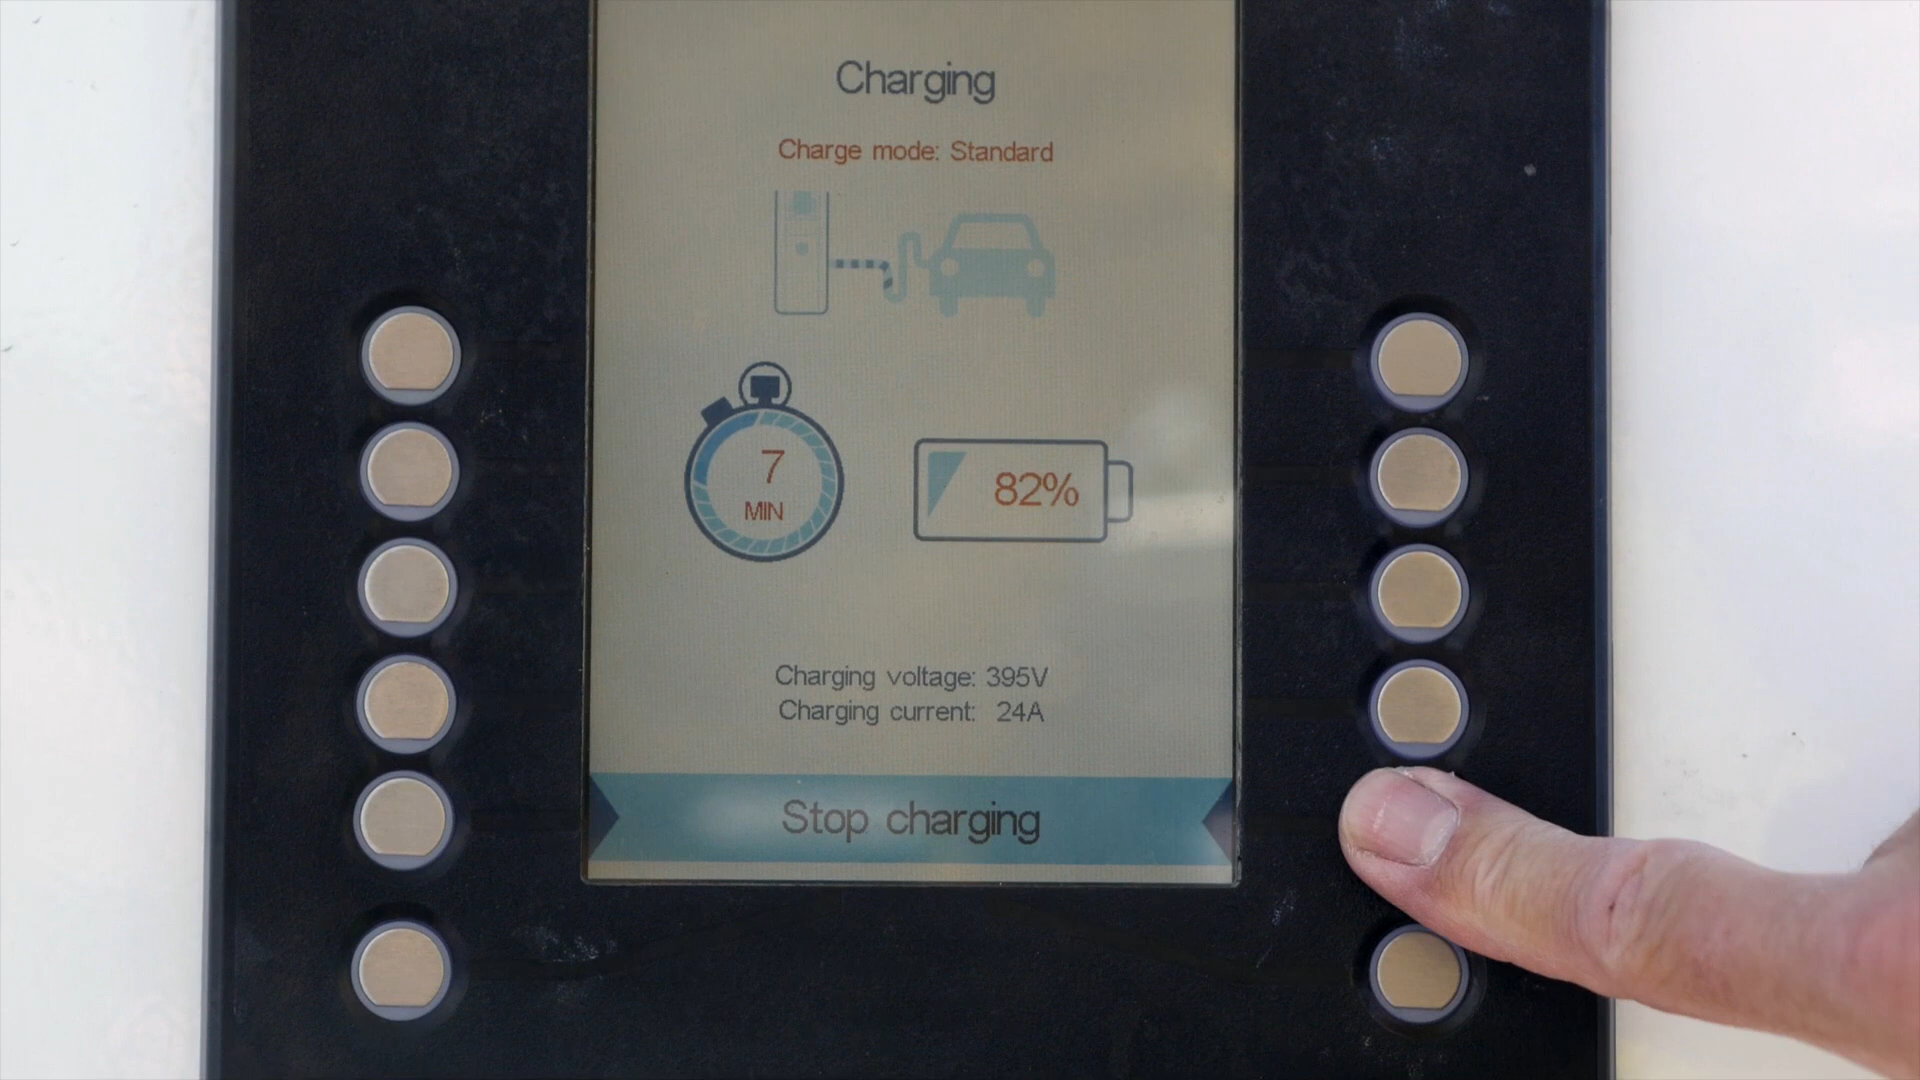 Charging
Charge mode: Standard
7
MIN
82%
Charging voltage: 395V
Charging current: 24A
Stop charging